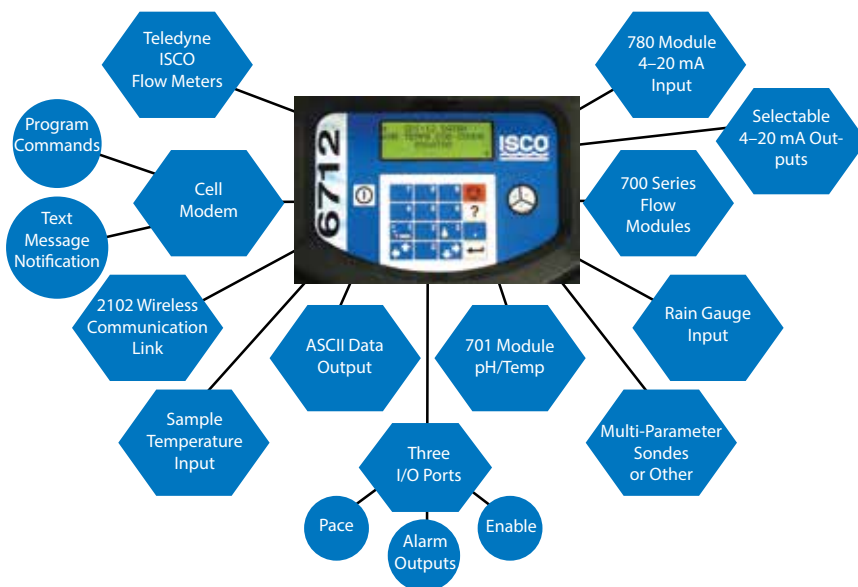 Teledyne
ISCO
Flow Meters
780 Module
4–20 mA
Input
Selectable
4–20 mA Out-
puts
Program
Commands
Cell
Modem
Text
Message
Notification
6712
ISCO
?
700 Series
Flow
Modules
2102 Wireless
Communication
Link
ASCII Data
Output
701 Module
pH/Temp
Rain Gauge
Input
Sample
Temperature
Input
Three
I/O Ports
Multi-Parameter
Sondes
or Other
Pace
Alarm
Outputs
Enable